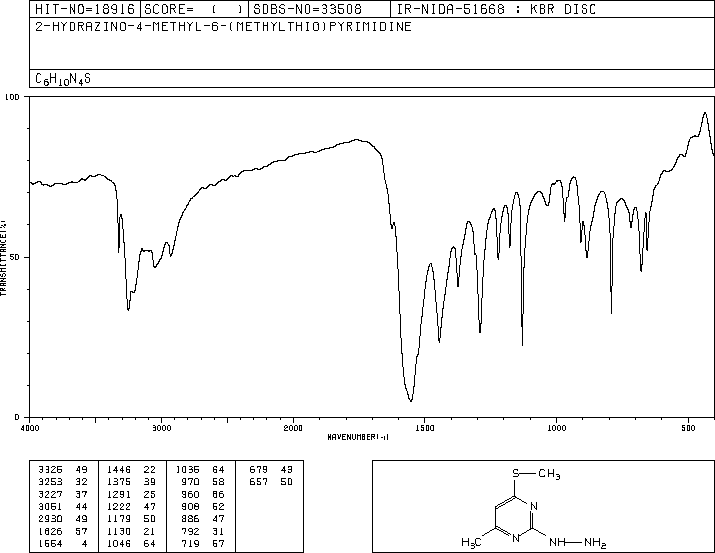 HIT-NO=18916 SCORE= ( ) SDBS-NO=33508 IR-NIDA-51668 : KBR DISC
2-HYDRAZINO-4-METHYL-6-(METHYLTHIO)PYRIMIDINE
C6H10N4S
100
50
0
TRANSMITTANCE(%)
4000 3000 2000 1500 1000 500
WAVENUMBER(-1)
3325 49 1446 22 1036 64 679 43
3253 32 1375 39 970 58 657 50
3227 37 1291 25 960 66
3051 44 1222 47 908 52
2930 49 1179 50 886 47
1626 57 1130 21 792 31
1554 4 1046 64 719 57
S CH3
N
N
H3C NH NH2